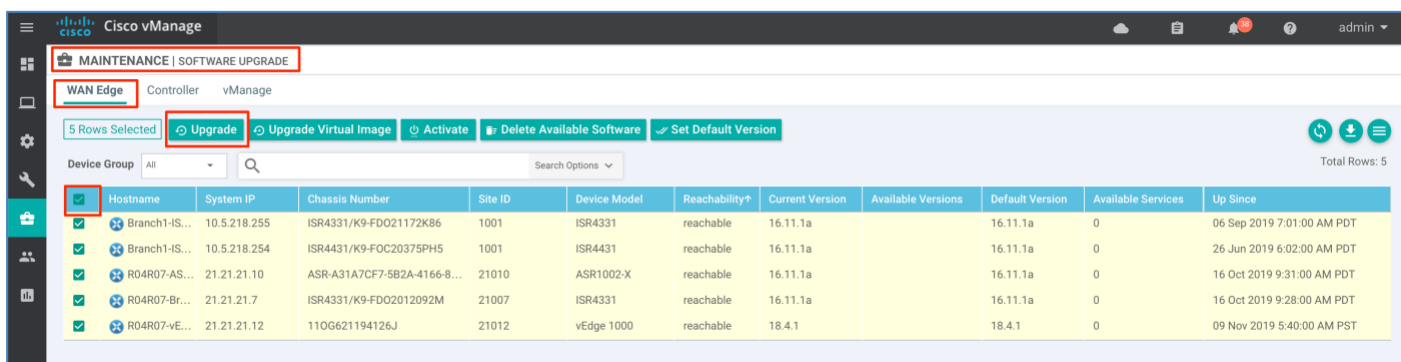 CISCO Cisco vManage 38 admin
MAINTENANCE | SOFTWARE UPGRADE
WAN Edge Controller vManage
5 Rows Selected Upgrade Upgrade Virtual Image Activate Delete Available Software Set Default Version
Device Group All Search Options Total Rows: 5
Hostname System IP Chassis Number Site ID Device Model Reachability↑ Current Version Available Versions Default Version Available Services Up Since
Branch1-IS... 10.5.218.255 ISR4331/K9-FDO21172K86 1001 ISR4331 reachable 16.11.1a 16.11.1a 0 06 Sep 2019 7:01:00 AM PDT
Branch1-IS... 10.5.218.254 ISR4431/K9-FOC20375PH5 1001 ISR4431 reachable 16.11.1a 16.11.1a 0 26 Jun 2019 6:02:00 AM PDT
R04R07-AS... 21.21.21.10 ASR-A31A7CF7-5B2A-4166-8... 21010 ASR1002-X reachable 16.11.1a 16.11.1a 0 16 Oct 2019 9:31:00 AM PDT
R04R07-Br... 21.21.21.7 ISR4331/K9-FDO2012092M 21007 ISR4331 reachable 16.11.1a 16.11.1a 0 16 Oct 2019 9:28:00 AM PDT
R04R07-vE... 21.21.21.12 110G621194126J 21012 vEdge 1000 reachable 18.4.1 18.4.1 0 09 Nov 2019 5:40:00 AM PST